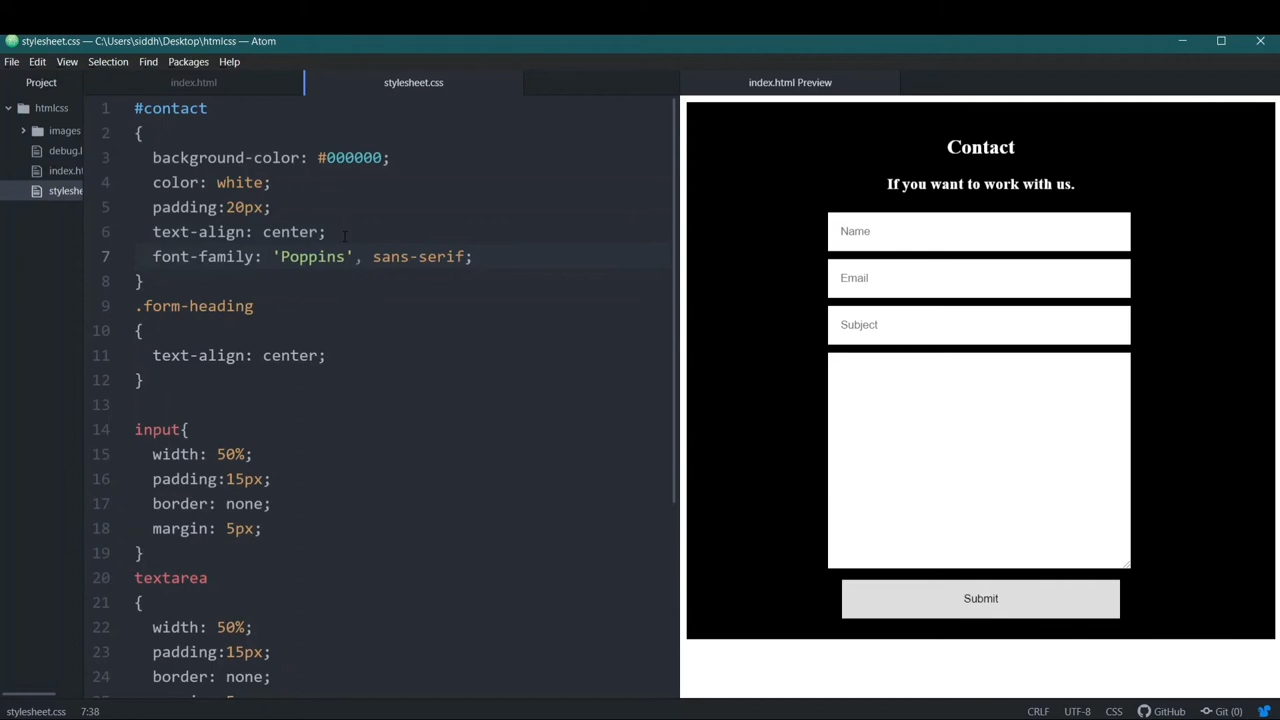 stylesheet.css — C:\Users\siddh\Desktop\htmlcss — Atom
File Edit View Selection Find Packages Help
Project
index.html
stylesheet.css
index.html Preview
htmlcss
images
debug.l
index.ht
styleshe
1 #contact
2 {
3 background-color: #000000;
4 color: white;
5 padding:20px;
6 text-align: center;
7 font-family: 'Poppins', sans-serif;
8 }
9 .form-heading
10 {
11 text-align: center;
12 }
13
14 input{
15 width: 50%;
16 padding:15px;
17 border: none;
18 margin: 5px;
19 }
20 textarea
21 {
22 width: 50%;
23 padding:15px;
24 border: none;
Contact
If you want to work with us.
Name
Email
Subject
Submit
stylesheet.css 7:38
CRLF UTF-8 CSS GitHub Git (0)